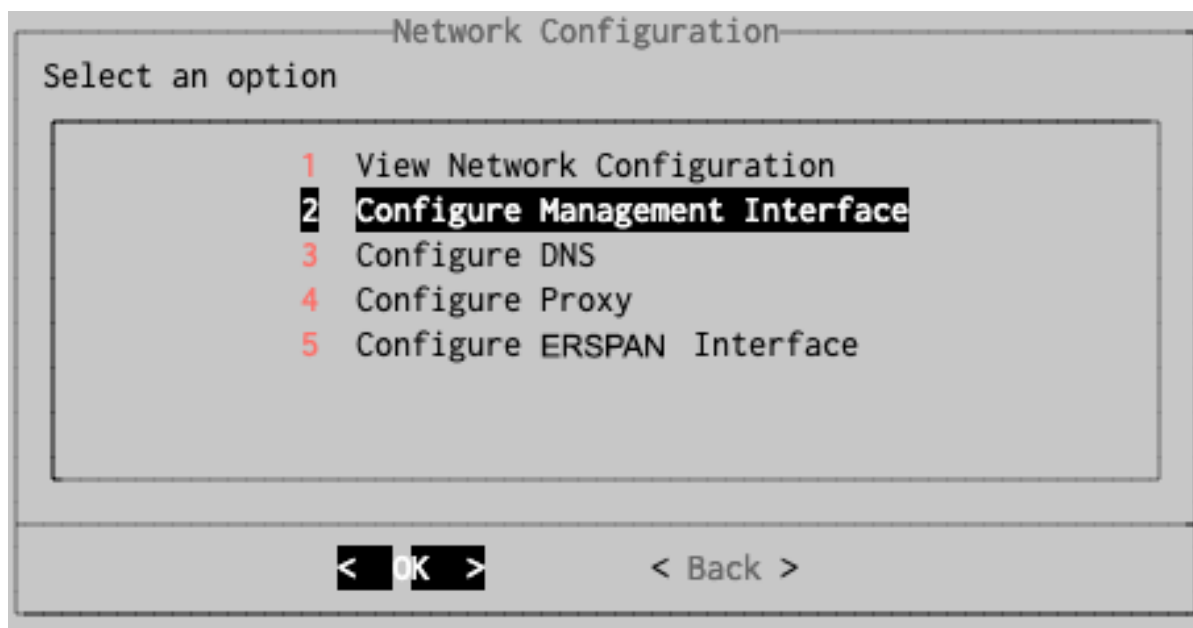 Network Configuration
Select an option
1 View Network Configuration
2 Configure Management Interface
3 Configure DNS
4 Configure Proxy
5 Configure ERSPAN Interface
< OK > < Back >